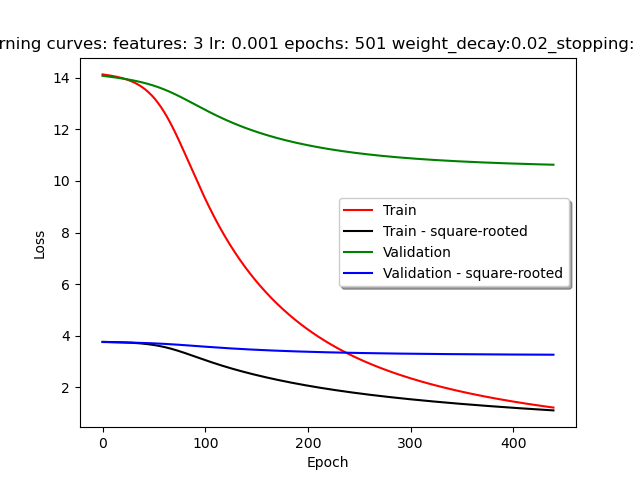 rning curves: features: 3 lr: 0.001 epochs: 501 weight_decay:0.02_stopping:
14
12
10
8
6
4
2
Loss
Train
Train - square-rooted
Validation
Validation - square-rooted
0 100 200 300 400
Epoch